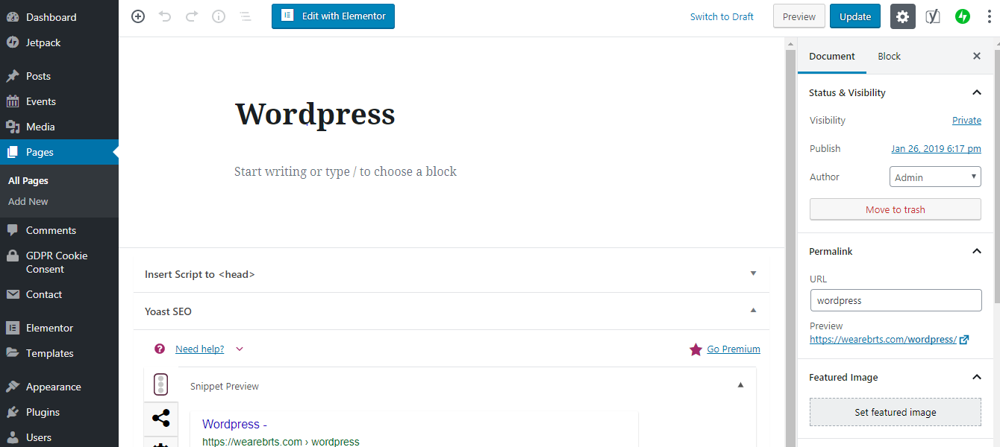 Dashboard
Jetpack
Posts
Events
Media
Pages
All Pages
Add New
Comments
GDPR Cookie
Consent
Contact
Elementor
Templates
Appearance
Plugins
Users
Edit with Elementor
Switch to Draft
Preview
Update
Wordpress
Start writing or type / to choose a block
Insert Script to <head>
Yoast SEO
Need help?
Go Premium
Snippet Preview
Wordpress -
https://wearebrts.com › wordpress
Document
Block
Status & Visibility
Visibility
Private
Publish
Jan 26, 2019 6:17 pm
Author
Admin
Move to trash
Permalink
URL
wordpress
Preview
https://wearebrts.com/wordpress/
Featured Image
Set featured image